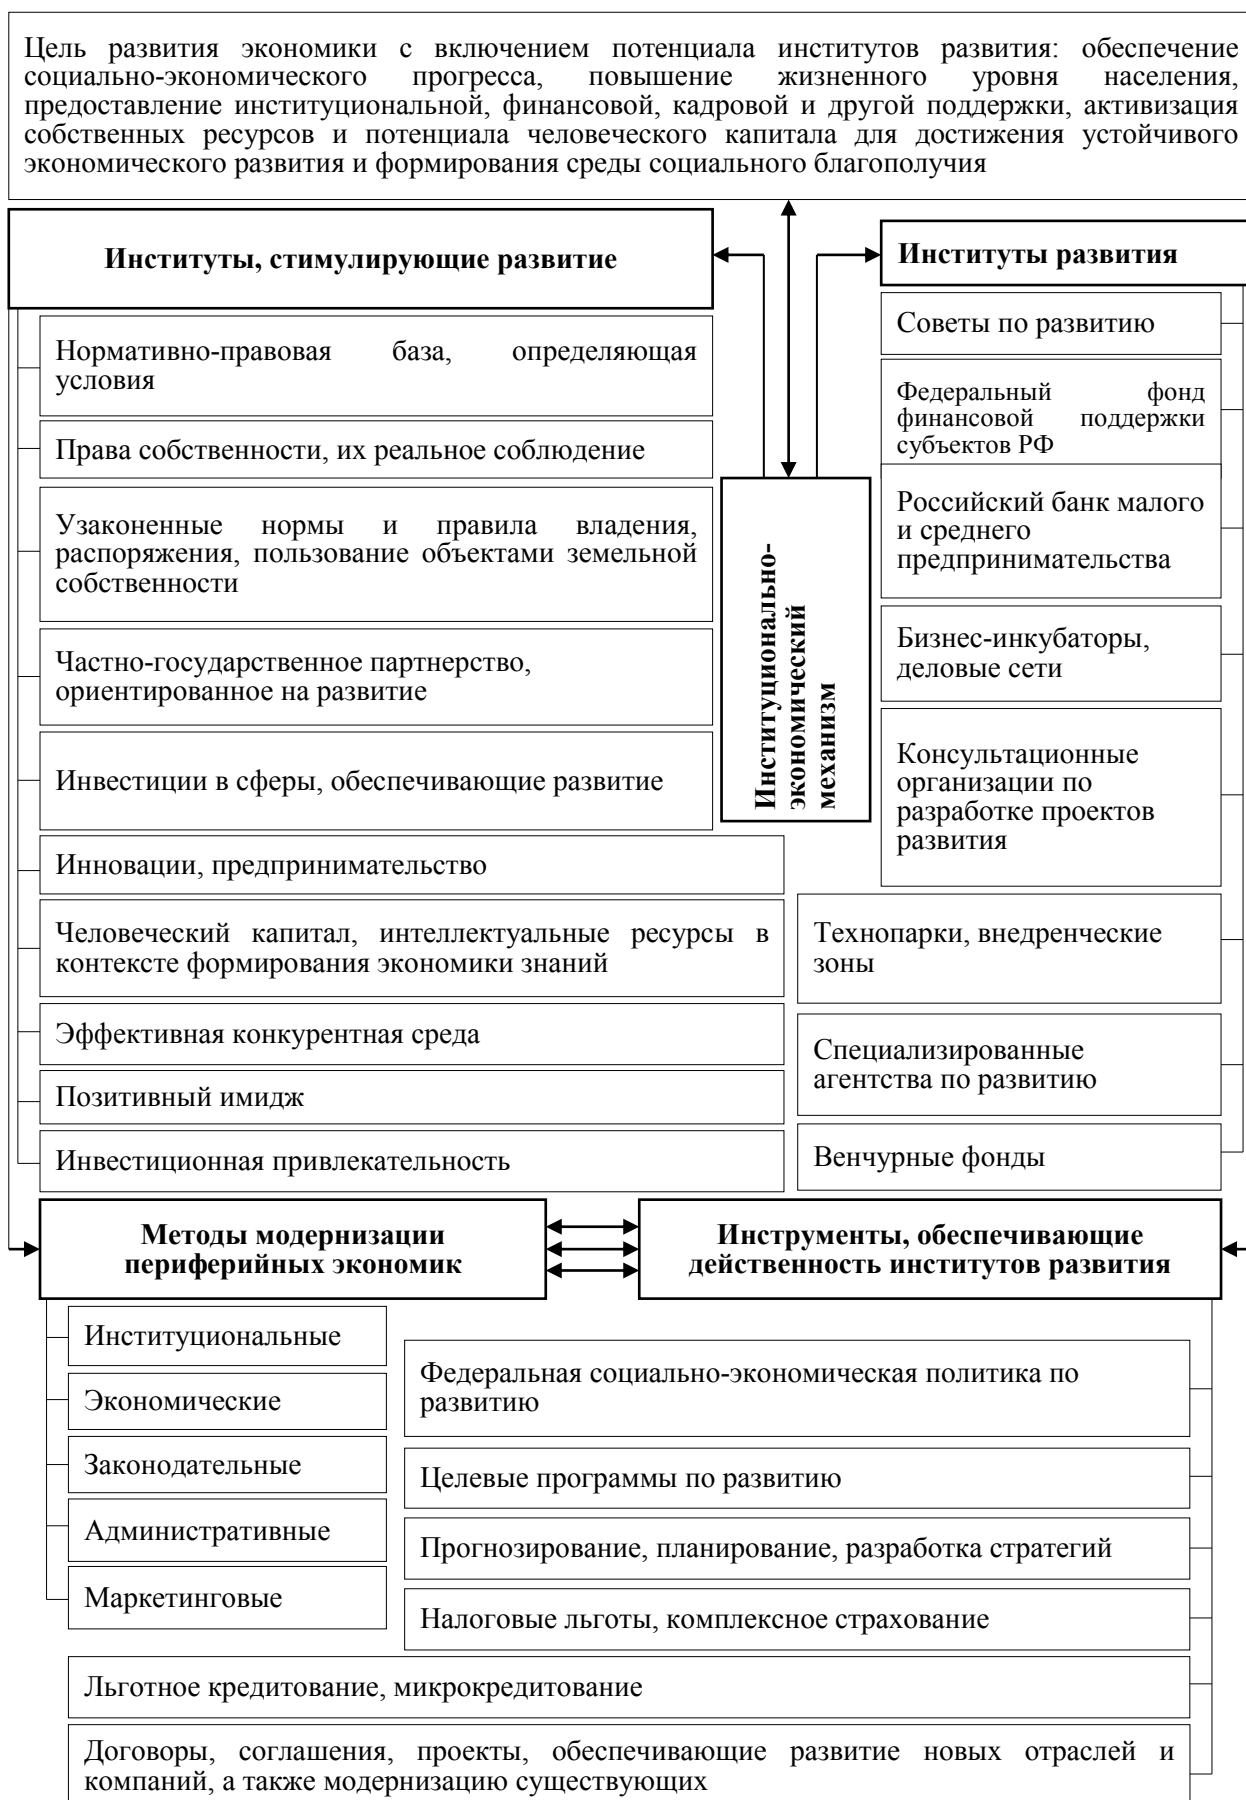 Цель развития экономики с включением потенциала институтов развития: обеспечение
социально-экономического прогресса, повышение жизненного уровня населения,
предоставление институциональной, финансовой, кадровой и другой поддержки, активизация
собственных ресурсов и потенциала человеческого капитала для достижения устойчивого
экономического развития и формирования среды социального благополучия
Институты, стимулирующие развитие
Нормативно-правовая база, определяющая
условия
Права собственности, их реальное соблюдение
Узаконенные нормы и правила владения,
распоряжения, пользование объектами земельной
собственности
Частно-государственное партнерство,
ориентированное на развитие
Инвестиции в сферы, обеспечивающие развитие
Инновации, предпринимательство
Человеческий капитал, интеллектуальные ресурсы в
контексте формирования экономики знаний
Эффективная конкурентная среда
Позитивный имидж
Инвестиционная привлекательность
Институционально-
экономический
механизм
Институты развития
Советы по развитию
Федеральный фонд
финансовой поддержки
субъектов РФ
Российский банк малого
и среднего
предпринимательства
Бизнес-инкубаторы,
деловые сети
Консультационные
организации по
разработке проектов
развития
Технопарки, внедренческие
зоны
Специализированные
агентства по развитию
Венчурные фонды
Методы модернизации
периферийных экономик
Институциональные
Экономические
Законодательные
Административные
Маркетинговые
Инструменты, обеспечивающие
действенность институтов развития
Федеральная социально-экономическая политика по
развитию
Целевые программы по развитию
Прогнозирование, планирование, разработка стратегий
Налоговые льготы, комплексное страхование
Льготное кредитование, микрокредитование
Договоры, соглашения, проекты, обеспечивающие развитие новых отраслей и
компаний, а также модернизацию существующих